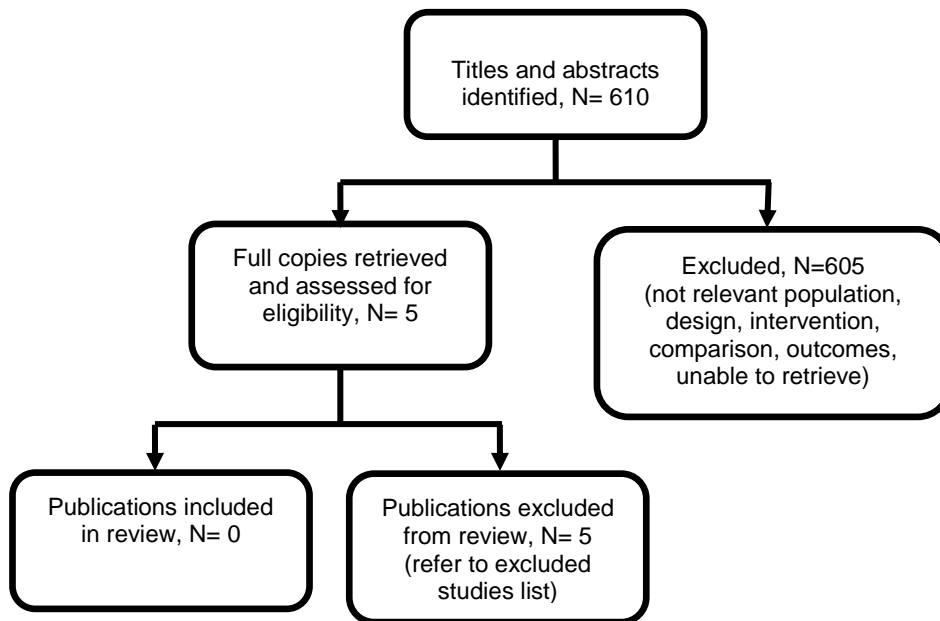 Titles and abstracts
identified, N= 610
Full copies retrieved
and assessed for
eligibility, N= 5
Excluded, N=605
(not relevant population,
design, intervention,
comparison, outcomes,
unable to retrieve)
Publications included
in review, N= 0
Publications excluded
from review, N= 5
(refer to excluded
studies list)